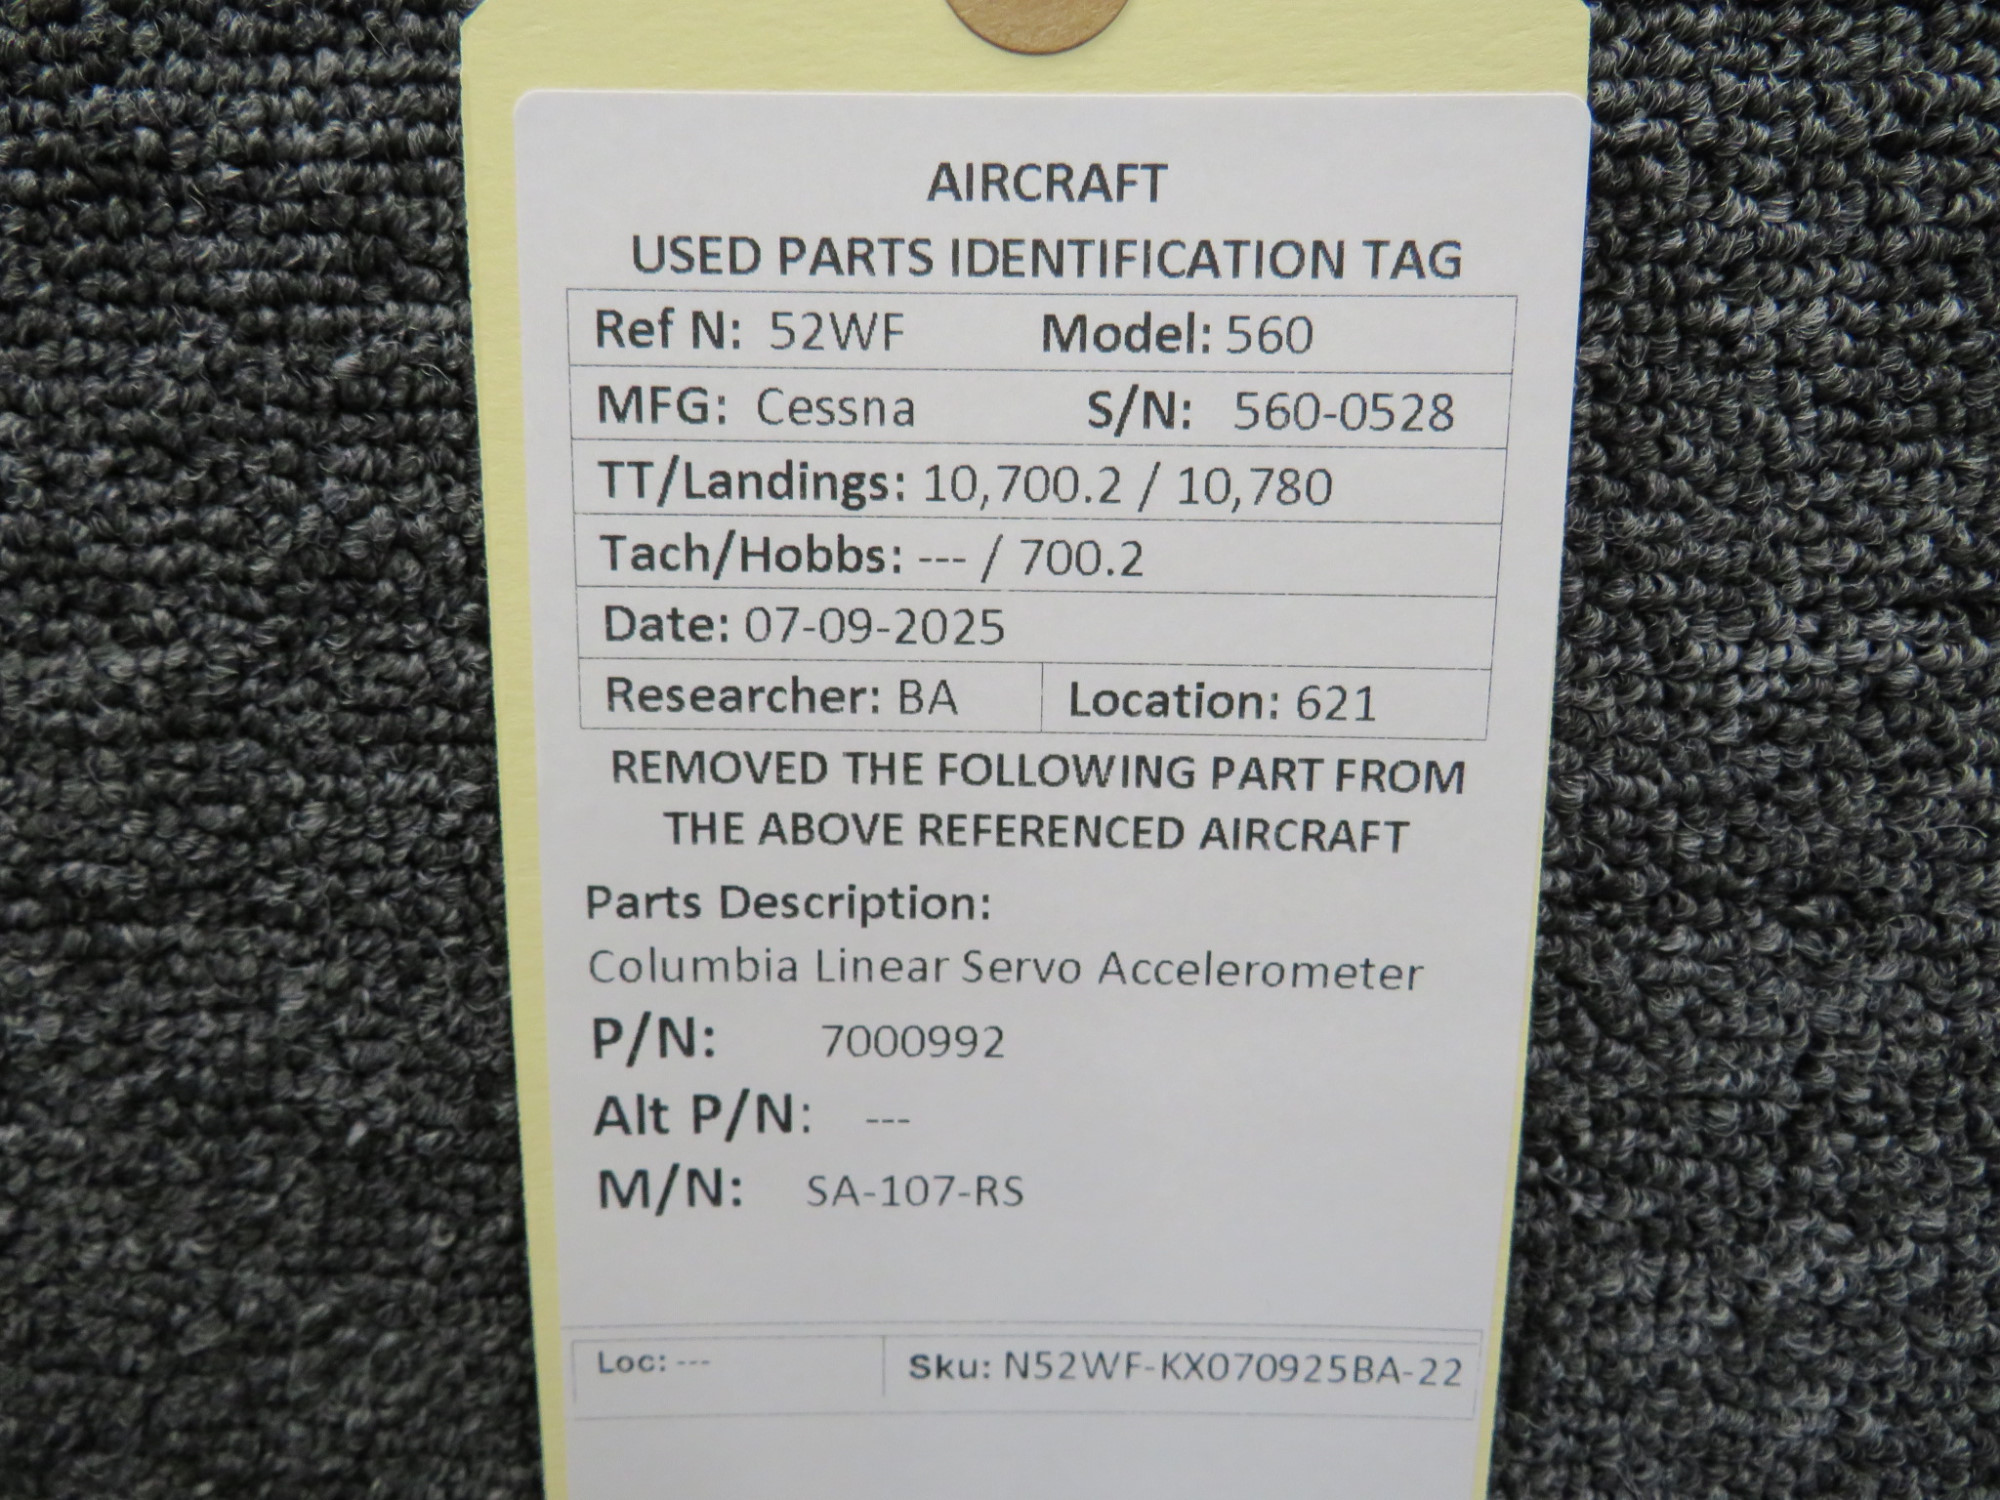 AIRCRAFT
USED PARTS IDENTIFICATION TAG
Ref N: 52WF Model: 560
MFG: Cessna S/N: 560-0528
TT/Landings: 10,700.2 / 10,780
Tach/Hobbs: --- / 700.2
Date: 07-09-2025
Researcher: BA Location: 621
REMOVED THE FOLLOWING PART FROM
THE ABOVE REFERENCED AIRCRAFT
Parts Description:
Columbia Linear Servo Accelerometer
P/N: 7000992
Alt P/N: ---
M/N: SA-107-RS
Loc: --- Sku: N52WF-KX070925BA-22